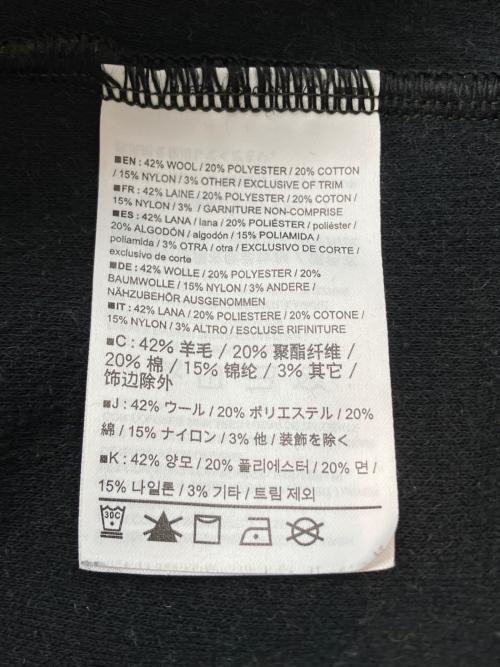 ■EN : 42% WOOL / 20% POLYESTER / 20% COTTON
/ 15% NYLON / 3% OTHER / EXCLUSIVE OF TRIM
■FR : 42% LAINE / 20% POLYESTER / 20% COTON /
15% NYLON / 3% / GARNITURE NON-COMPRISE
■ES : 42% LANA / lana / 20% POLIÉSTER / poliéster /
20% ALGODÓN / algodón / 15% POLIAMIDA /
poliamida / 3% OTRA / otra / EXCLUSIVO DE CORTE /
exclusivo de corte
■DE : 42% WOLLE / 20% POLYESTER / 20%
BAUMWOLLE / 15% NYLON / 3% ANDERE /
NÄHZUBEHÖR AUSGENOMMEN
■IT : 42% LANA / 20% POLIESTERE / 20% COTONE /
15% NYLON / 3% ALTRO / ESCLUSE RIFINITURE
■C : 42% 羊毛 / 20% 聚酯纤维 /
20% 棉 / 15% 锦纶 / 3% 其它 /
饰边除外
■J : 42% ウール / 20% ポリエステル / 20%
綿 / 15% ナイロン / 3% 他 / 装飾を除く
■K : 42% 양모 / 20% 폴리에스터 / 20% 면 /
15% 나일론 / 3% 기타 / 트림 제외
30C